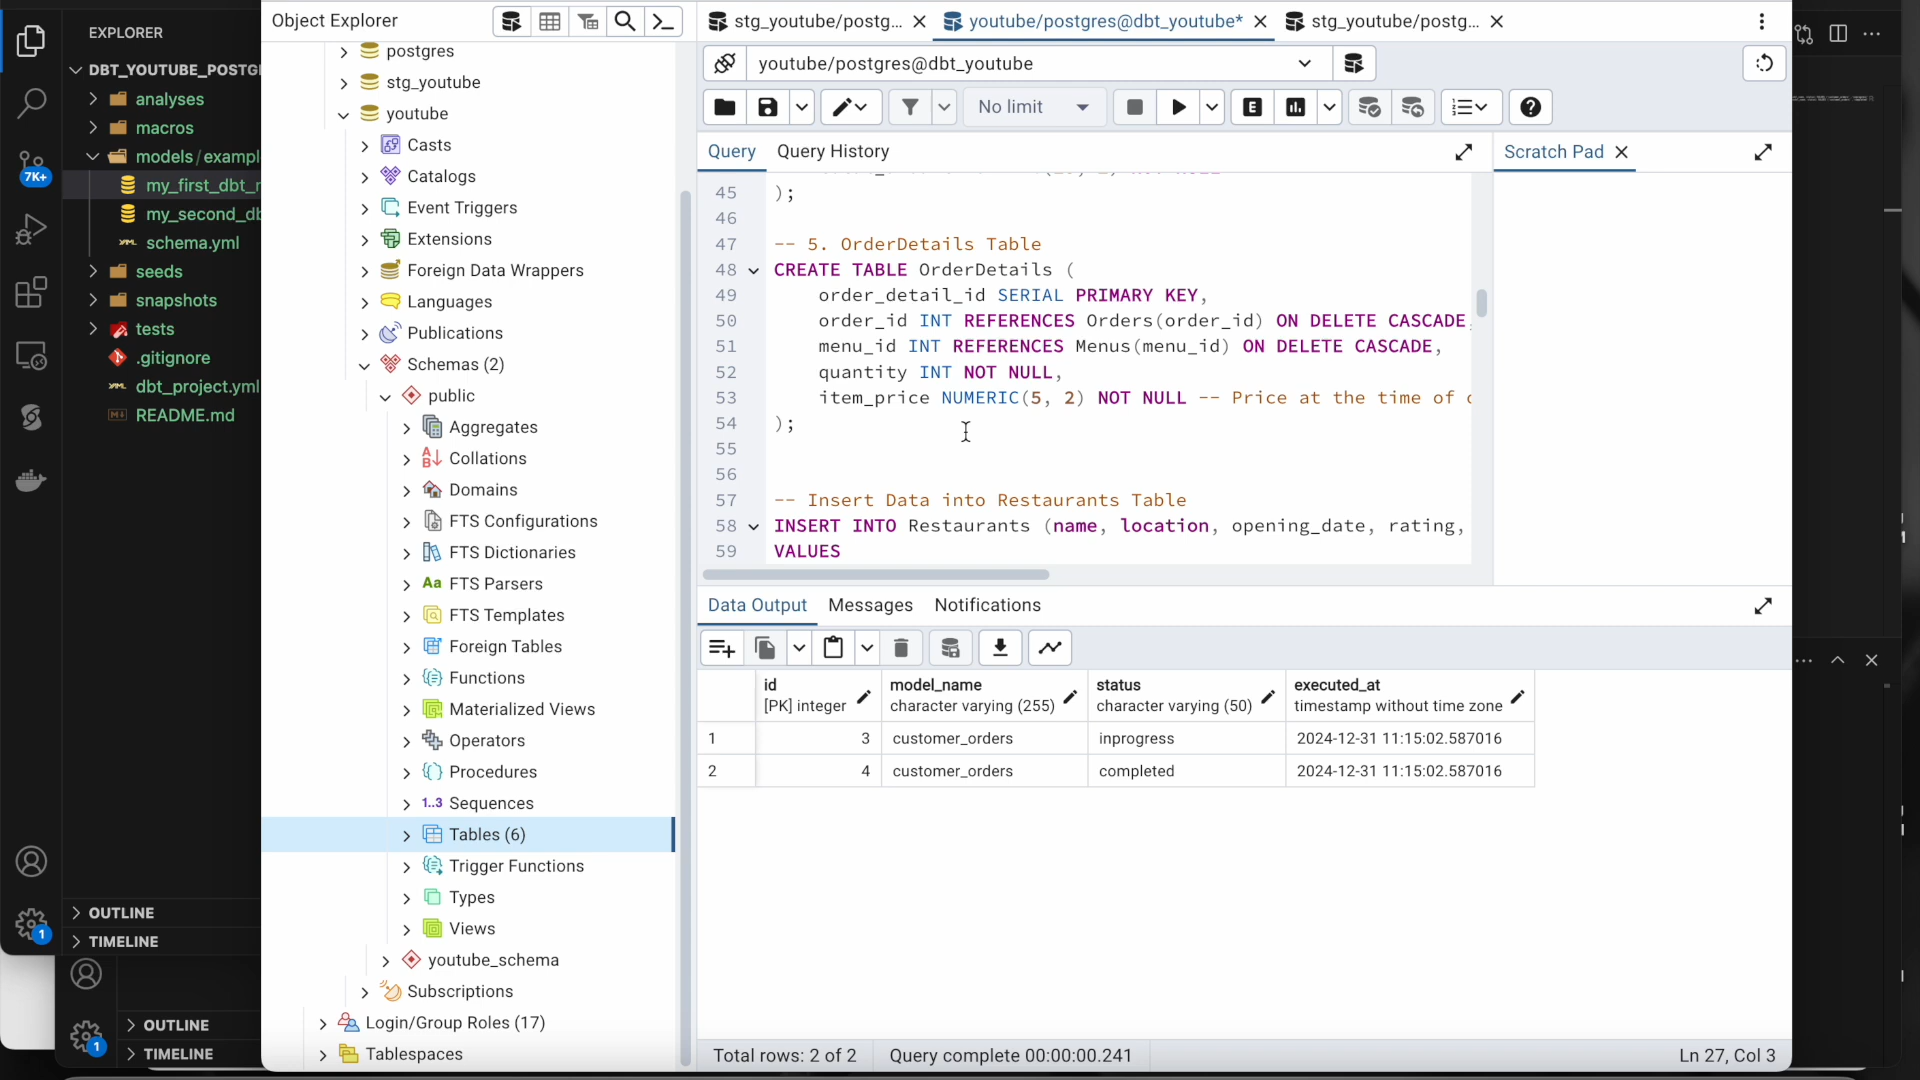 EXPLORER
DBT_YOUTUBE_POSTG
analyses
macros
models/exampl
my_first_dbt_r
my_second_db
schema.yml
seeds
snapshots
tests
.gitignore
dbt_project.yml
README.md
7K+
1
OUTLINE
TIMELINE
1
OUTLINE
TIMELINE
Object Explorer
postgres
stg_youtube
youtube
Casts
Catalogs
Event Triggers
Extensions
Foreign Data Wrappers
Languages
Publications
Schemas (2)
public
Aggregates
Collations
Domains
FTS Configurations
FTS Dictionaries
Aa FTS Parsers
FTS Templates
Foreign Tables
Functions
Materialized Views
Operators
Procedures
1..3 Sequences
Tables (6)
Trigger Functions
Types
Views
youtube_schema
Subscriptions
Login/Group Roles (17)
Tablespaces
stg_youtube/postg... youtube/postgres@dbt_youtube* stg_youtube/postg...
youtube/postgres@dbt_youtube
No limit
E
Query Query History
Scratch Pad
45 );
46
47 -- 5. OrderDetails Table
48 CREATE TABLE OrderDetails (
49 order_detail_id SERIAL PRIMARY KEY,
50 order_id INT REFERENCES Orders(order_id) ON DELETE CASCADE,
51 menu_id INT REFERENCES Menus(menu_id) ON DELETE CASCADE,
52 quantity INT NOT NULL,
53 item_price NUMERIC(5, 2) NOT NULL -- Price at the time of
54 );
55
56
57 -- Insert Data into Restaurants Table
58 INSERT INTO Restaurants (name, location, opening_date, rating,
59 VALUES
Data Output Messages Notifications
id model_name status executed_at
[PK] integer character varying (255) character varying (50) timestamp without time zone
1 3 customer_orders inprogress 2024-12-31 11:15:02.587016
2 4 customer_orders completed 2024-12-31 11:15:02.587016
Total rows: 2 of 2 Query complete 00:00:00.241 Ln 27, Col 3